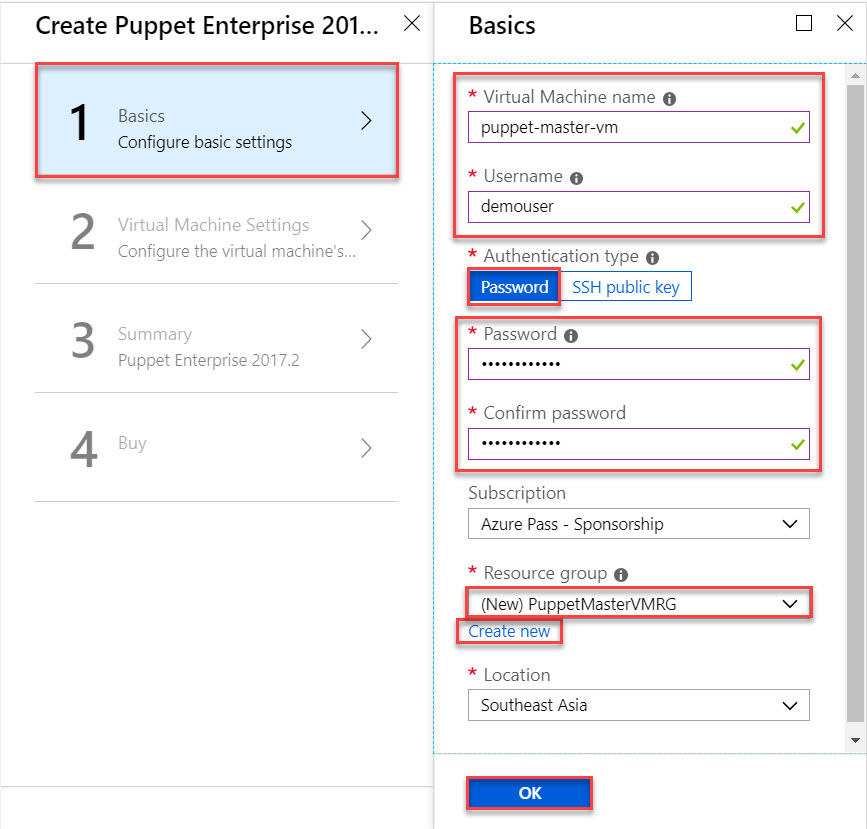 Create Puppet Enterprise 201...
1
Basics
Configure basic settings
2
Virtual Machine Settings
Configure the virtual machine's...
3
Summary
Puppet Enterprise 2017.2
4
Buy
Basics
* Virtual Machine name
puppet-master-vm
* Username
demouser
* Authentication type
Password SSH public key
* Password
••••••••••••
* Confirm password
••••••••••••
Subscription
Azure Pass - Sponsorship
* Resource group
(New) PuppetMasterVMRG
Create new
* Location
Southeast Asia
OK